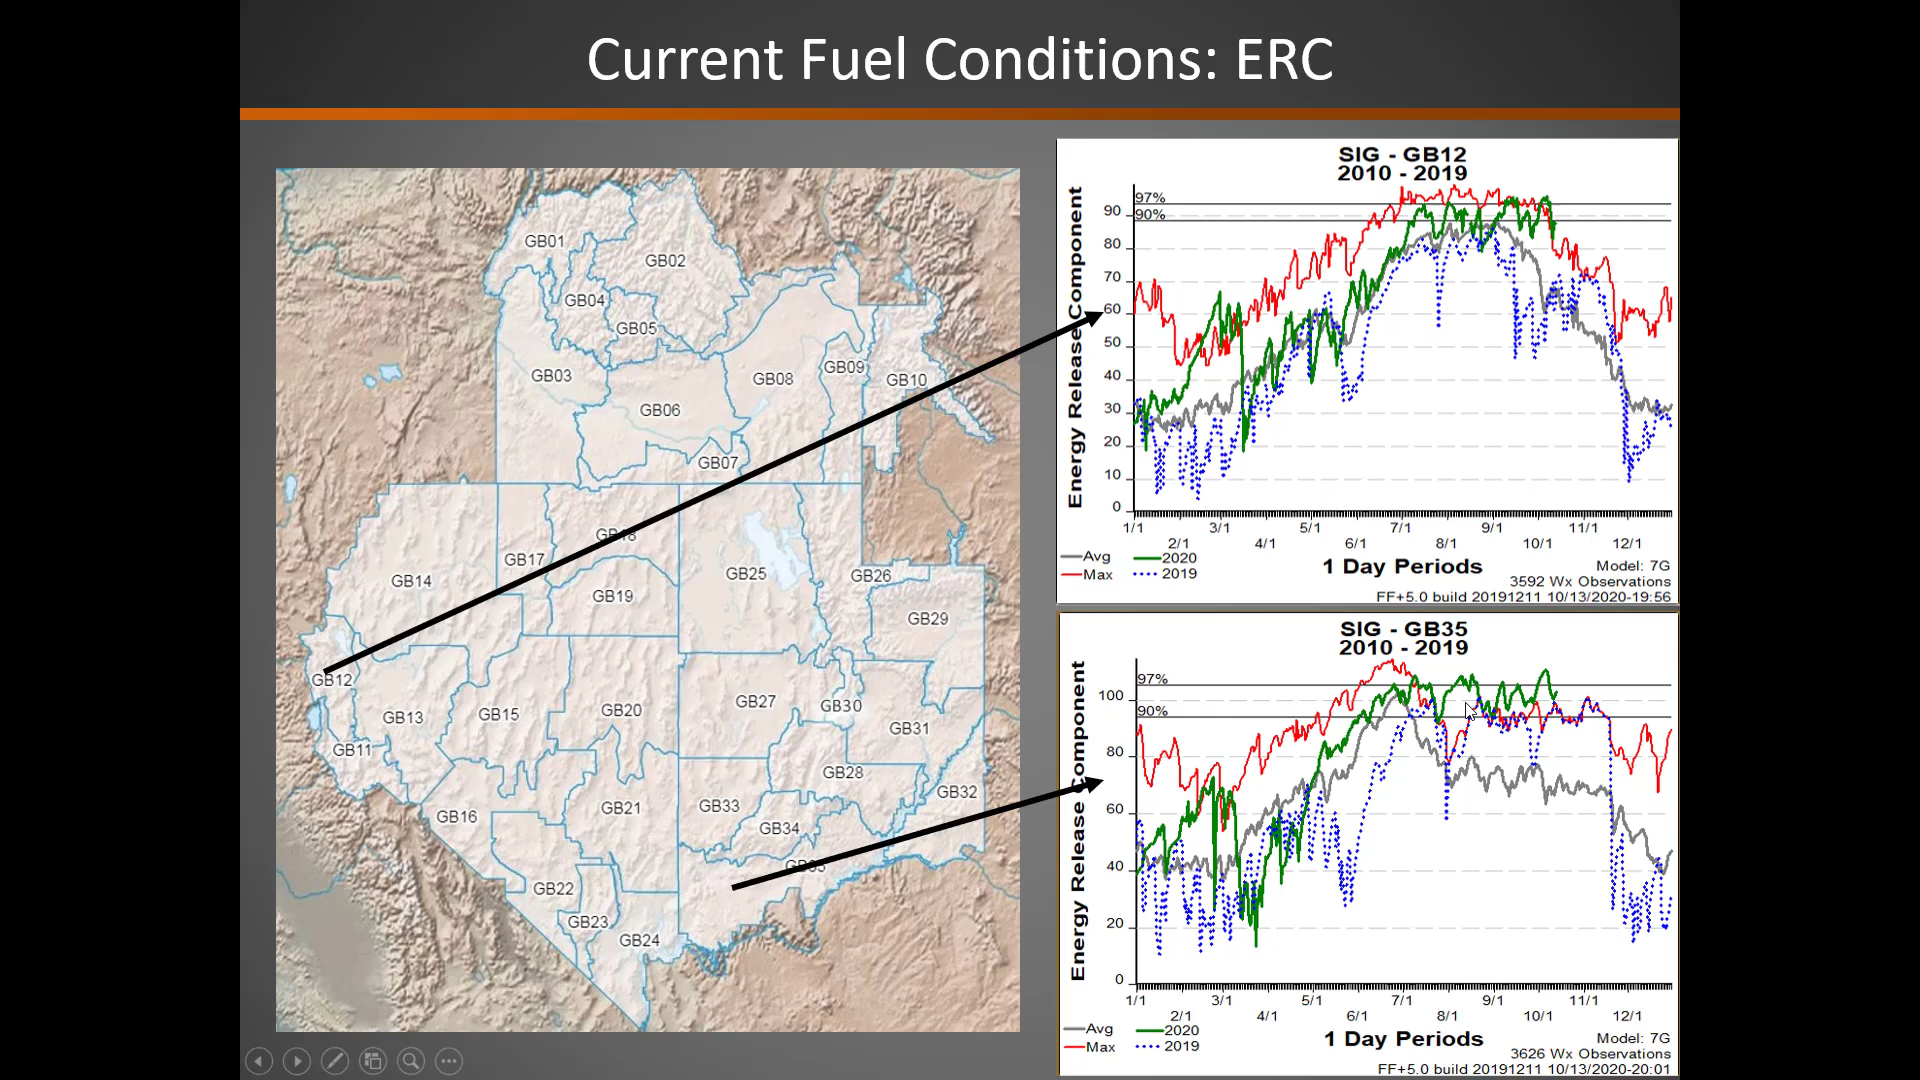 Current Fuel Conditions: ERC
GB01
GB02
GB04
GB05
GB03
GB08
GB09
GB10
GB06
GB07
GB18
GB17
GB14
GB25
GB26
GB19
GB29
GB12
GB13
GB15
GB20
GB27
GB30
GB31
GB11
GB28
GB32
GB16
GB21
GB33
GB34
GB35
GB22
GB23
GB24
SIG - GB12
2010 - 2019
Energy Release Component
97%
90%
90
80
70
60
50
40
30
20
10
0
1/1 3/1 5/1 7/1 9/1 11/1
2/1 4/1 6/1 8/1 10/1 12/1
Avg 2020
Max 2019
1 Day Periods
Model: 7G
3592 Wx Observations
FF+5.0 build 20191211 10/13/2020-19:56
SIG - GB35
2010 - 2019
Energy Release Component
97%
90%
100
80
60
40
20
0
1/1 3/1 5/1 7/1 9/1 11/1
2/1 4/1 6/1 8/1 10/1 12/1
Avg 2020
Max 2019
1 Day Periods
Model: 7G
3626 Wx Observations
FF+5.0 build 20191211 10/13/2020-20:01